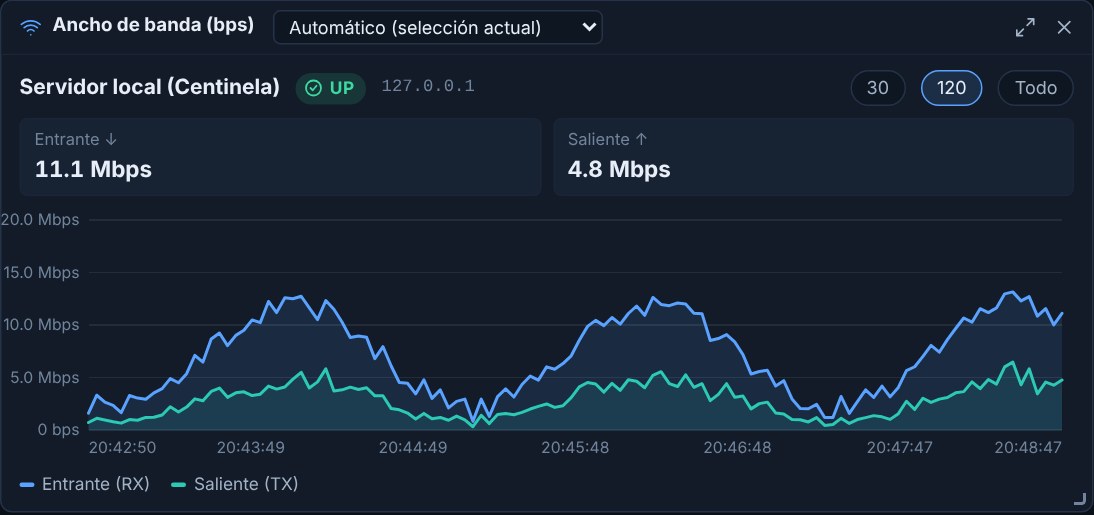 Ancho de banda (bps) Automático (selección actual)
Servidor local (Centinela) UP 127.0.0.1 30 120 Todo
Entrante ↓ Saliente ↑
11.1 Mbps 4.8 Mbps
20.0 Mbps
15.0 Mbps
10.0 Mbps
5.0 Mbps
0 bps
20:42:50 20:43:49 20:44:49 20:45:48 20:46:48 20:47:47 20:48:47
Entrante (RX) Saliente (TX)